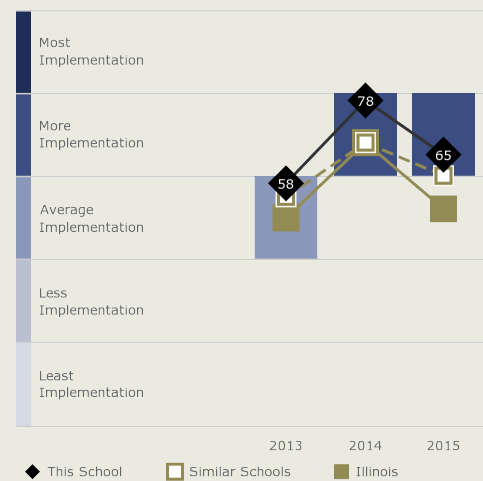 Most
Implementation
More
Implementation
78
65
58
Average
Implementation
Less
Implementation
Least
Implementation
2013 2014 2015
This School Similar Schools Illinois